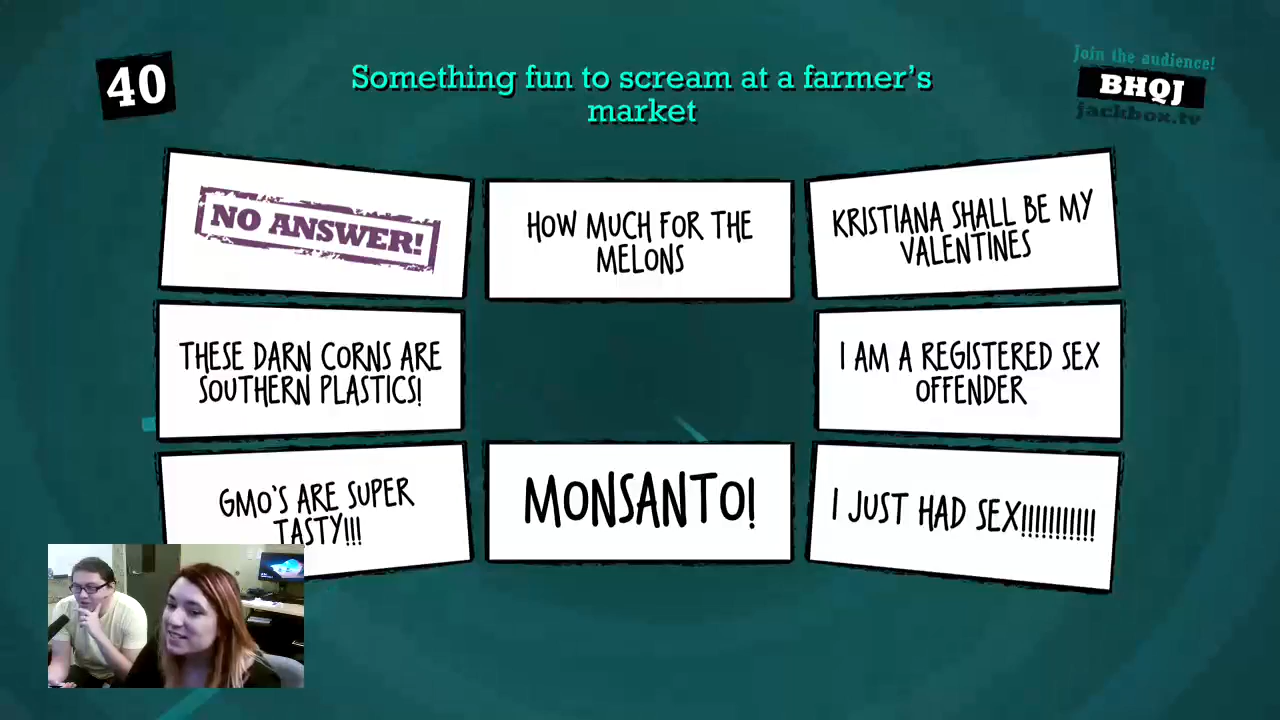 40
Something fun to scream at a farmer's
market
Join the audience!
BHQJ
jackbox.tv
NO ANSWER!
HOW MUCH FOR THE
MELONS
KRISTIANA SHALL BE MY
VALENTINES
THESE DARN CORNS ARE
SOUTHERN PLASTICS!
I AM A REGISTERED SEX
OFFENDER
GMO'S ARE SUPER
TASTY!!!
MONSANTO!
I JUST HAD SEX!!!!!!!!!!!